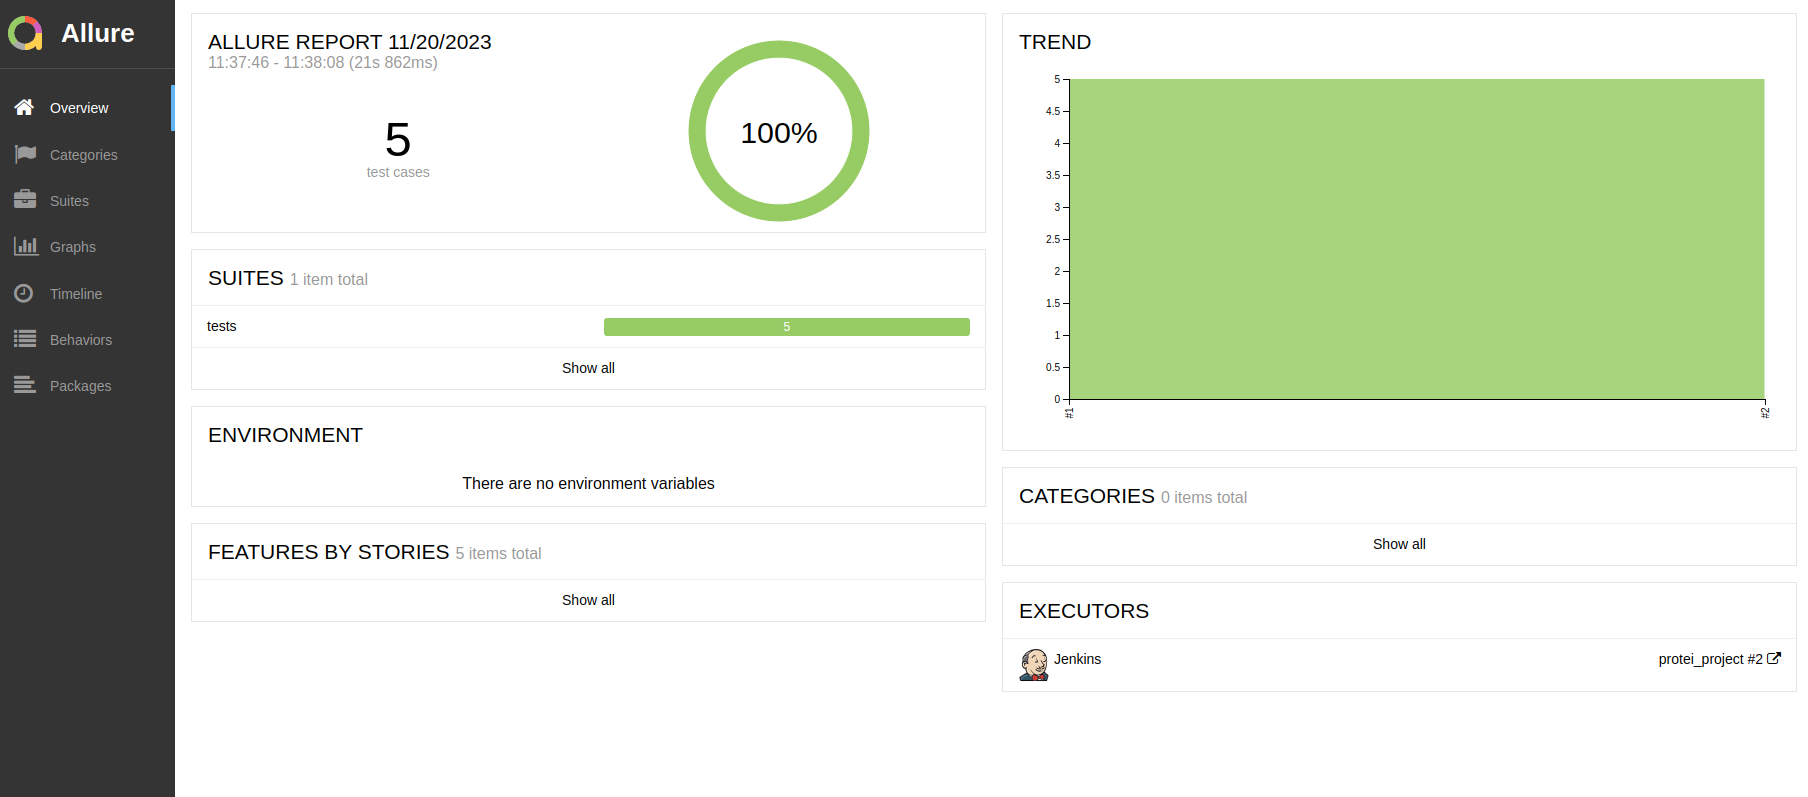 Allure
Overview
Categories
Suites
Graphs
Timeline
Behaviors
Packages
ALLURE REPORT 11/20/2023
11:37:46 - 11:38:08 (21s 862ms)
5
test cases
100%
SUITES 1 item total
tests 5
Show all
ENVIRONMENT
There are no environment variables
FEATURES BY STORIES 5 items total
Show all
TREND
5
4.5
4
3.5
3
2.5
2
1.5
1
0.5
0
#1 #2
CATEGORIES 0 items total
Show all
EXECUTORS
Jenkins protei_project #2